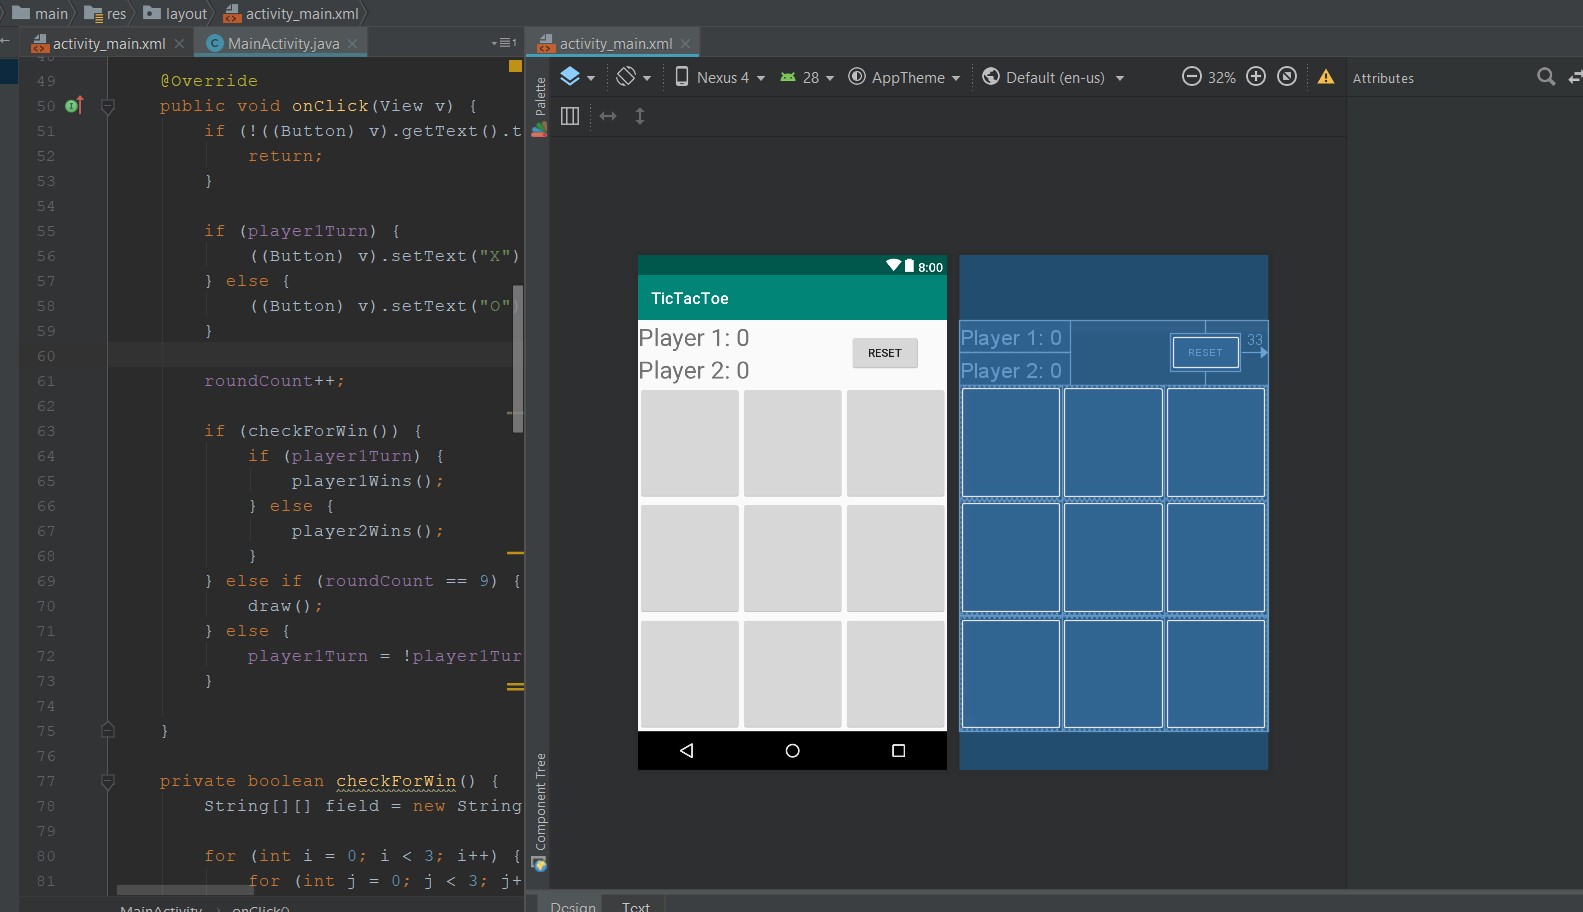 main res layout activity_main.xml
activity_main.xml MainActivity.java
49 @Override
50 public void onClick(View v) {
51 if (!((Button) v).getText().t
52 return;
53 }
54
55 if (player1Turn) {
56 ((Button) v).setText("X")
57 } else {
58 ((Button) v).setText("O")
59 }
60
61 roundCount++;
62
63 if (checkForWin()) {
64 if (player1Turn) {
65 player1Wins();
66 } else {
67 player2Wins();
68 }
69 } else if (roundCount == 9) {
70 draw();
71 } else {
72 player1Turn = !player1Tur
73 }
74
75 }
76
77 private boolean checkForWin() {
78 String[][] field = new String
79
80 for (int i = 0; i < 3; i++) {
81 for (int j = 0; j < 3; j+
MainActivity onClick()
activity_main.xml
Palette
Nexus 4 28 AppTheme Default (en-us) 32% Attributes
8:00
TicTacToe
Player 1: 0
RESET
Player 2: 0
Player 1: 0
RESET
33
Player 2: 0
Component Tree
Design Text